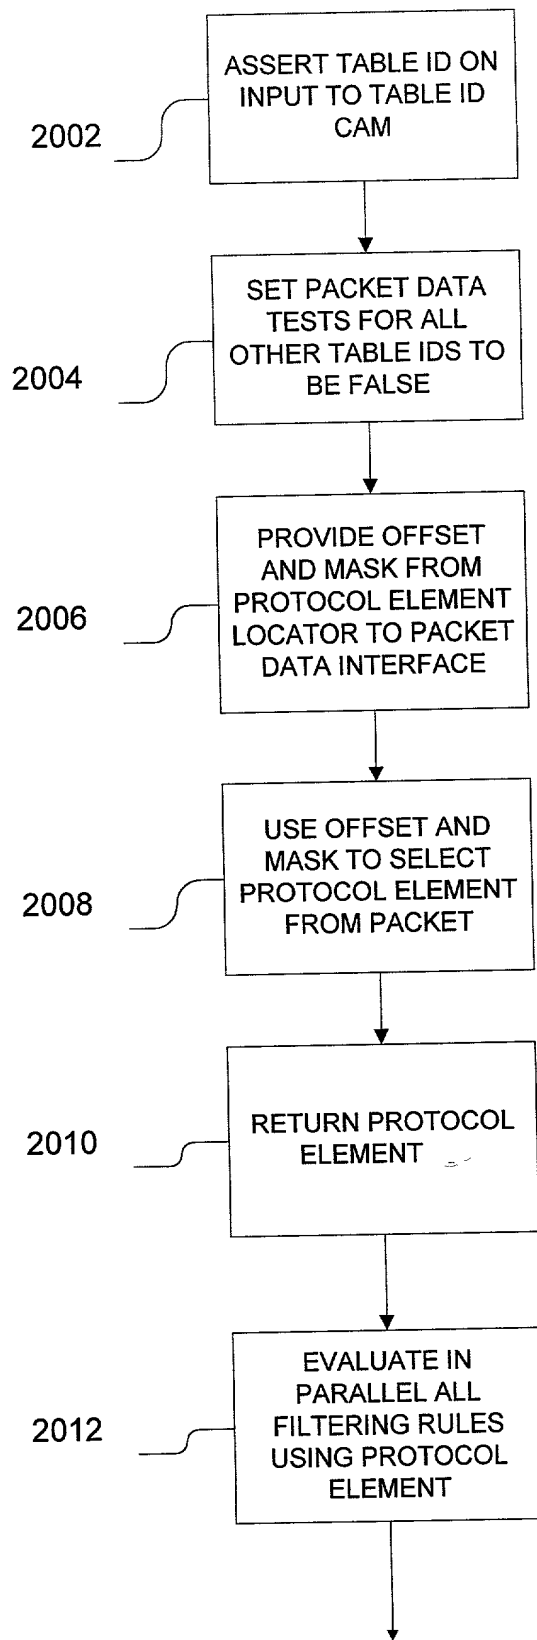 2002
ASSERT TABLE ID ON
INPUT TO TABLE ID
CAM
2004
SET PACKET DATA
TESTS FOR ALL
OTHER TABLE IDS TO
BE FALSE
2006
PROVIDE OFFSET
AND MASK FROM
PROTOCOL ELEMENT
LOCATOR TO PACKET
DATA INTERFACE
2008
USE OFFSET AND
MASK TO SELECT
PROTOCOL ELEMENT
FROM PACKET
2010
RETURN PROTOCOL
ELEMENT
2012
EVALUATE IN
PARALLEL ALL
FILTERING RULES
USING PROTOCOL
ELEMENT